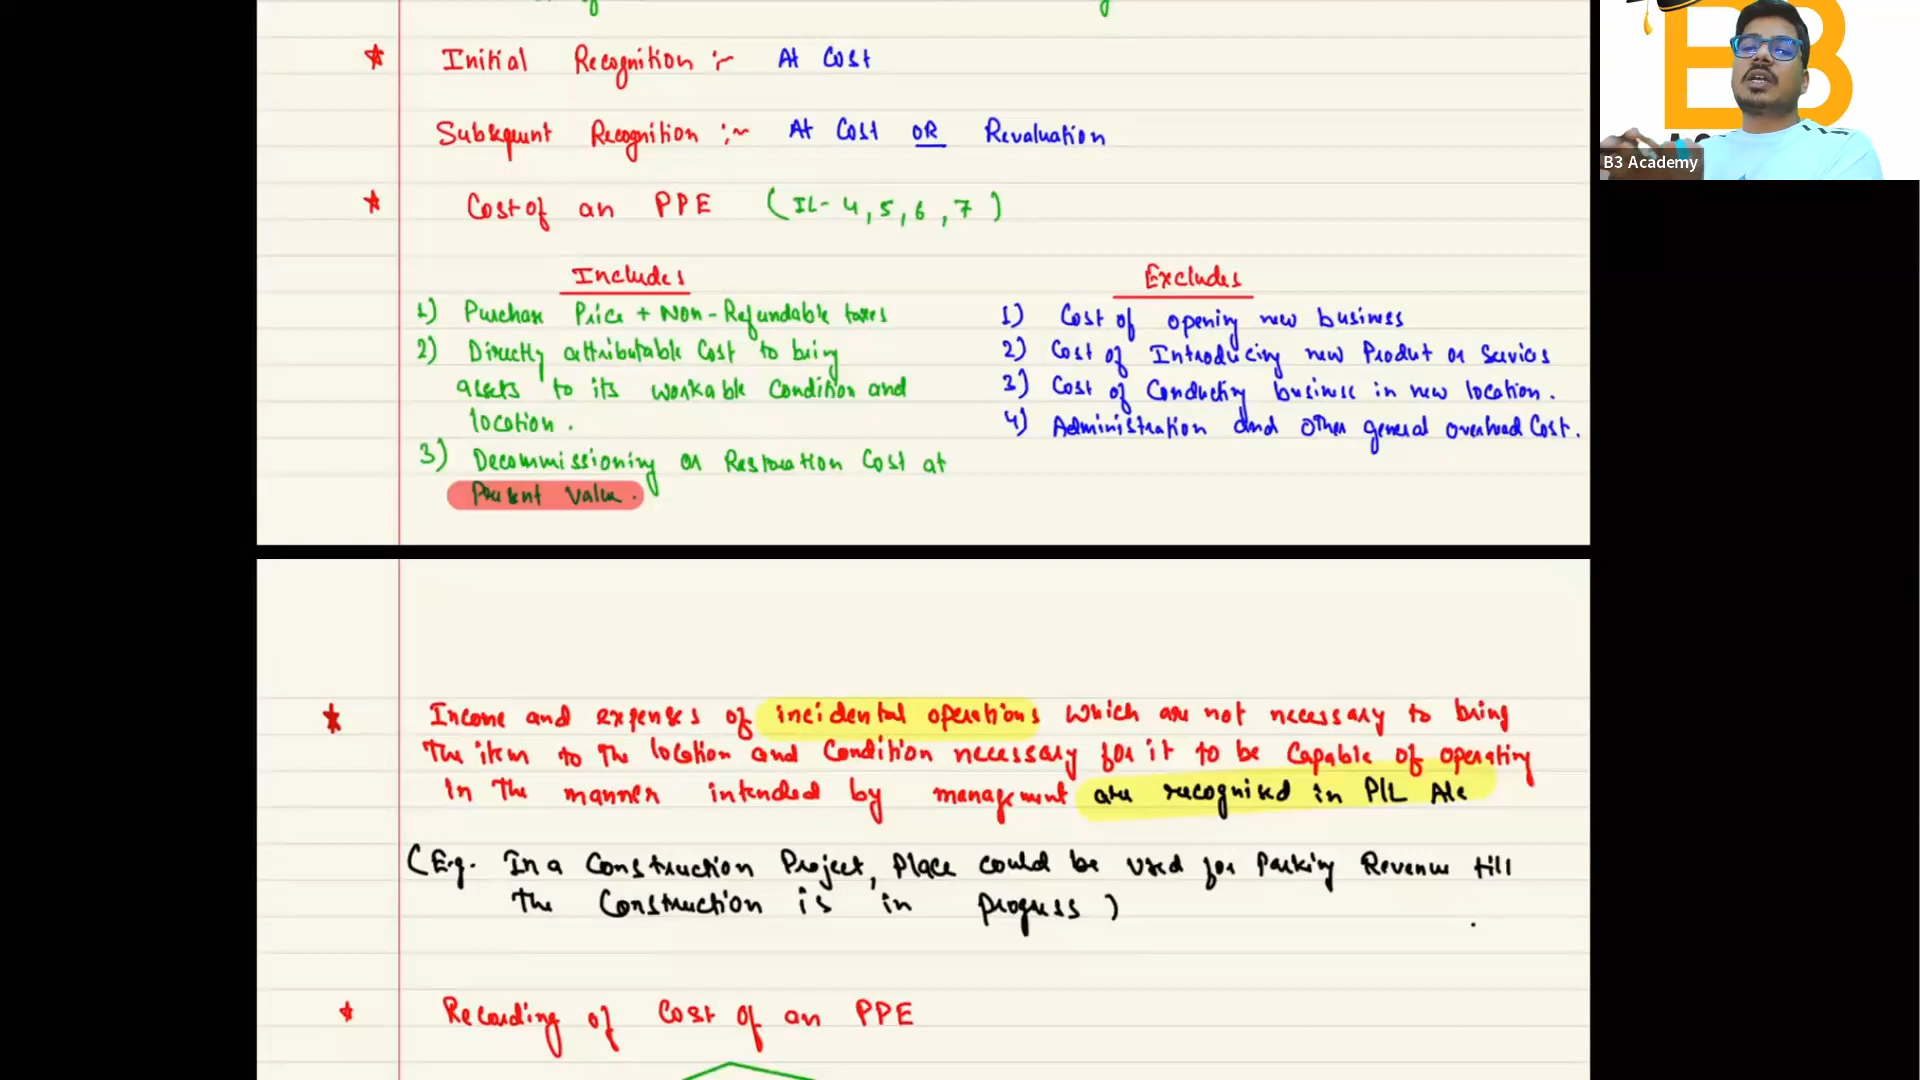 Initial Recognition :- At Cost
Subsequent Recognition :- At Cost OR Revaluation
Cost of an PPE (IL- 4, 5, 6, 7)
Includes
1) Purchase Price + Non-Refundable taxes
2) Directly attributable Cost to bring
assets to its workable Condition and
location.
3) Decommissioning or Restoration Cost at
Present Value.
Excludes
1) Cost of opening new business
2) Cost of Introducing new Product or Services
3) Cost of Conducting business in new location.
4) Administration and other general overhead Cost.
Income and expenses of incidental operations which are not necessary to bring
the item to the location and Condition necessary for it to be Capable of operating
in the manner intended by management are recognised in P/L A/c
(E.g. In a Construction Project, Place could be used for Parking Revenue till
the Construction is in progress)
Recording of Cost of an PPE
B3
B3 Academy